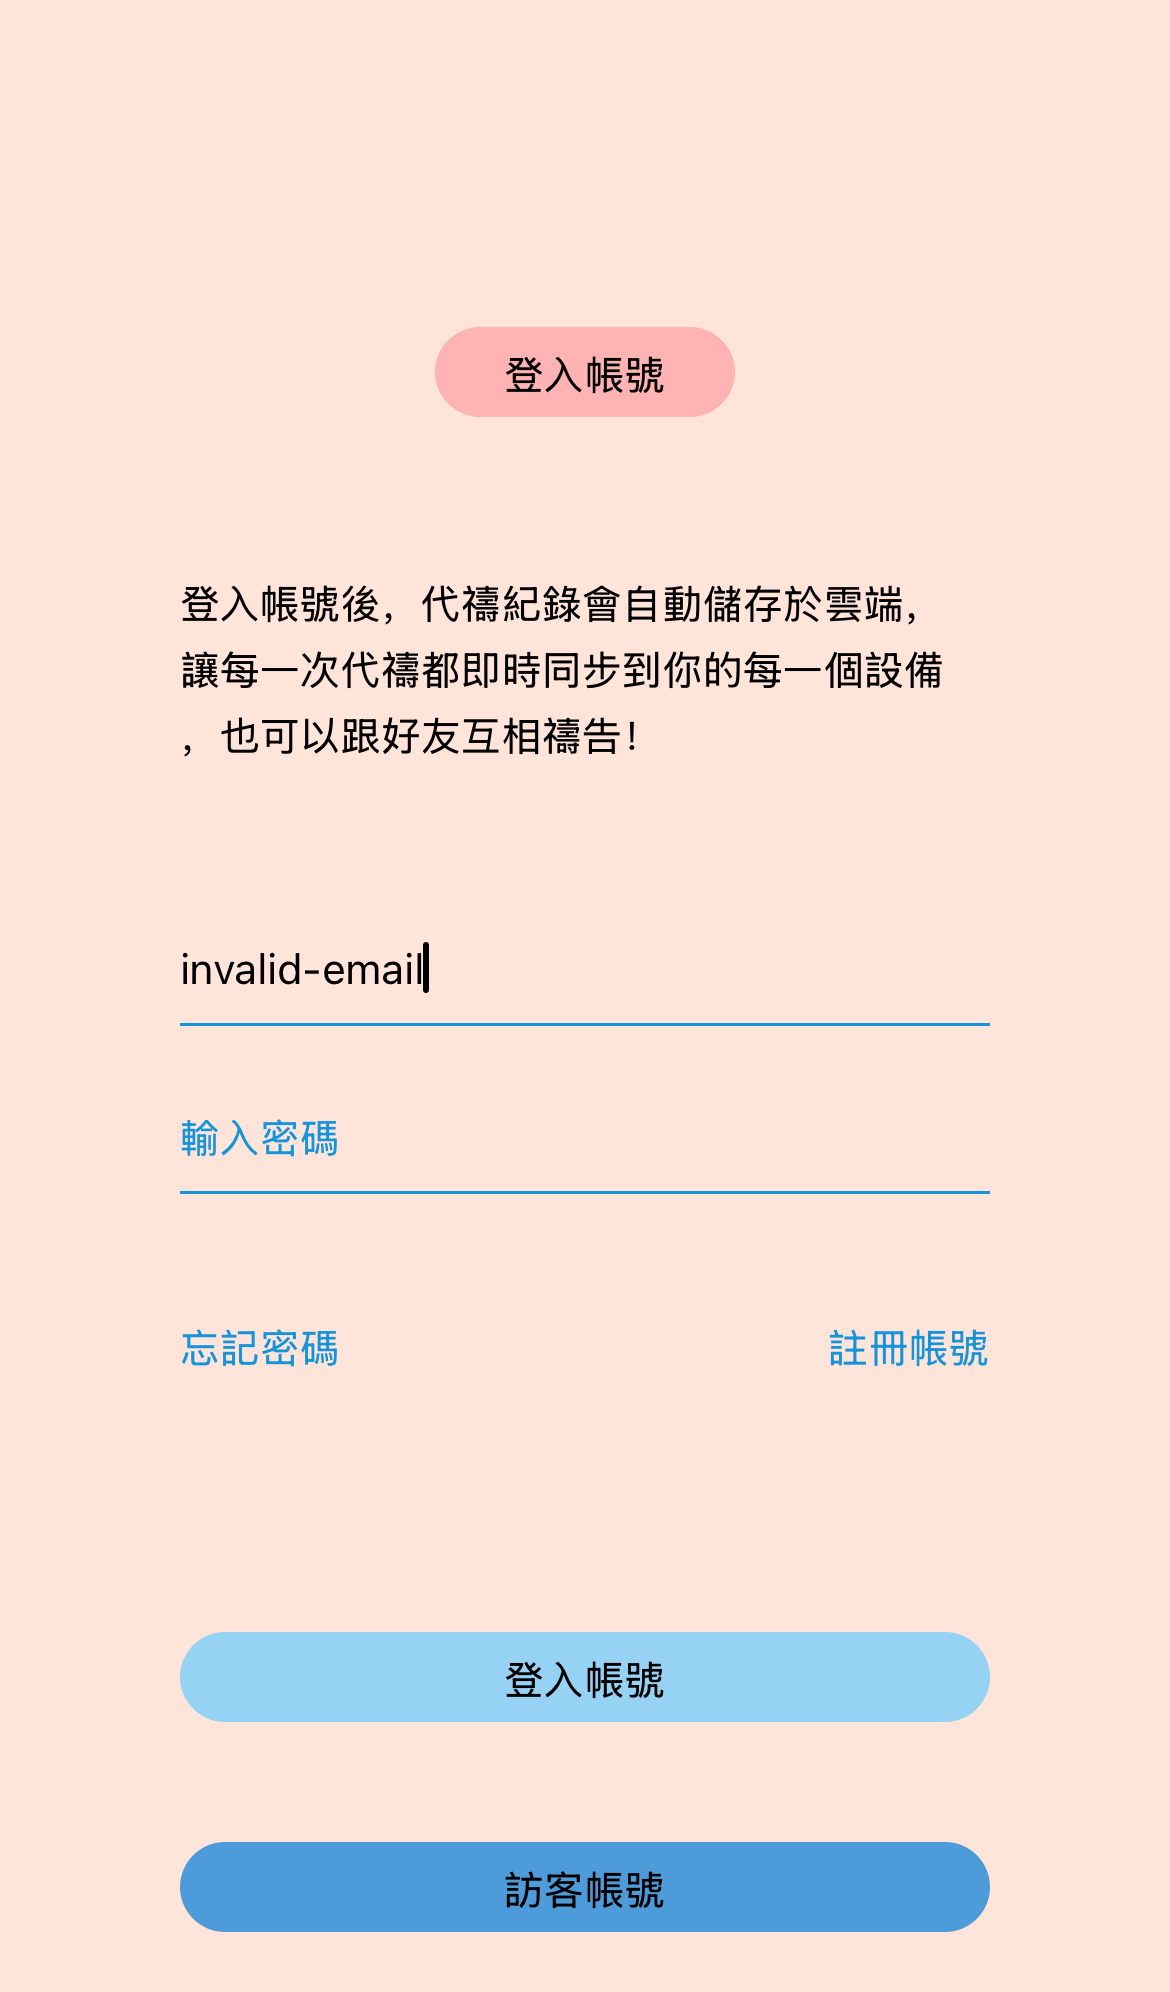 登入帳號
登入帳號後，代禱紀錄會自動儲存於雲端，
讓每一次代禱都即時同步到你的每一個設備
，也可以跟好友互相禱告！
invalid-email
輸入密碼
忘記密碼 註冊帳號
登入帳號
訪客帳號